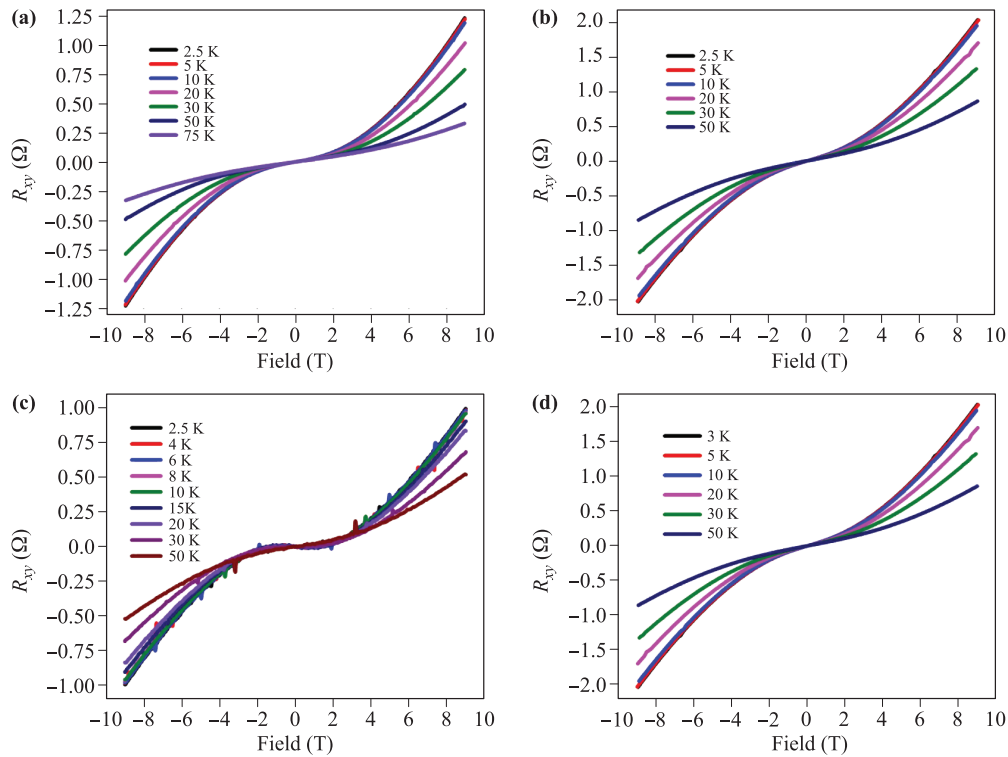 (a)
1.25
1.00
0.75
0.50
0.25
0.00
−0.25
−0.50
−0.75
−1.00
1.25
R_xy (Ω)
2.5 K
5 K
10 K
20 K
30 K
50 K
75 K
−10 −8 −6 −4 −2 0 2 4 6 8 10
Field (T)
(b)
2.0
1.5
1.0
0.5
0.0
−0.5
−1.0
−1.5
−2.0
R_xy (Ω)
2.5 K
5 K
10 K
20 K
30 K
50 K
−10 −8 −6 −4 −2 0 2 4 6 8 10
Field (T)
(c)
1.00
0.75
0.50
0.25
0.0
−0.25
−0.50
−0.75
−1.00
R_xy (Ω)
2.5 K
4 K
6 K
8 K
10 K
15K
20 K
30 K
50 K
−10 −8 −6 −4 −2 0 2 4 6 8 10
Field (T)
(d)
2.0
1.5
1.0
0.5
0.0
−0.5
−1.0
−1.5
−2.0
R_xy (Ω)
3 K
5 K
10 K
20 K
30 K
50 K
−10 −8 −6 −4 −2 0 2 4 6 8 10
Field (T)